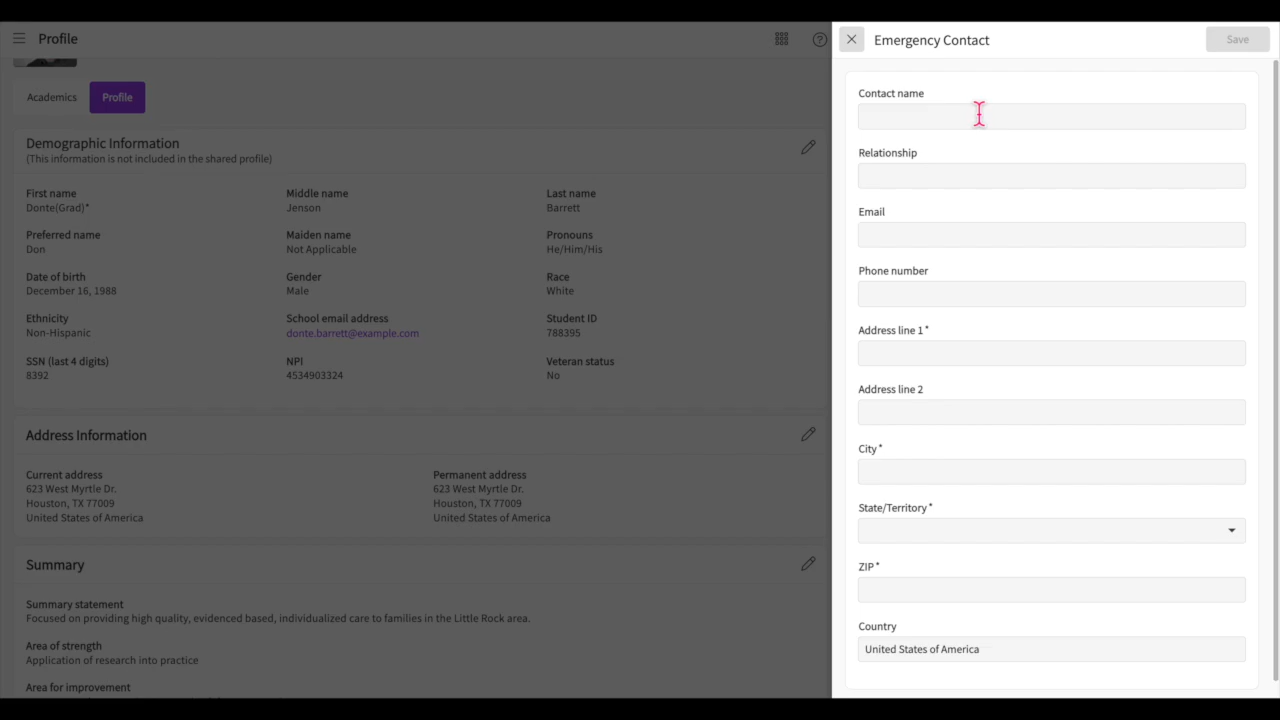 Profile
Academics
Profile
Demographic Information
(This information is not included in the shared profile)
First name
Donte(Grad)*
Middle name
Jenson
Last name
Barrett
Preferred name
Don
Maiden name
Not Applicable
Pronouns
He/Him/His
Date of birth
December 16, 1988
Gender
Male
Race
White
Ethnicity
Non-Hispanic
School email address
donte.barrett@example.com
Student ID
788395
SSN (last 4 digits)
8392
NPI
4534903324
Veteran status
No
Address Information
Current address
623 West Myrtle Dr.
Houston, TX 77009
United States of America
Permanent address
623 West Myrtle Dr.
Houston, TX 77009
United States of America
Summary
Summary statement
Focused on providing high quality, evidenced based, individualized care to families in the Little Rock area.
Area of strength
Application of research into practice
Area for improvement
Emergency Contact
Save
Contact name
Relationship
Email
Phone number
Address line 1*
Address line 2
City*
State/Territory*
ZIP*
Country
United States of America